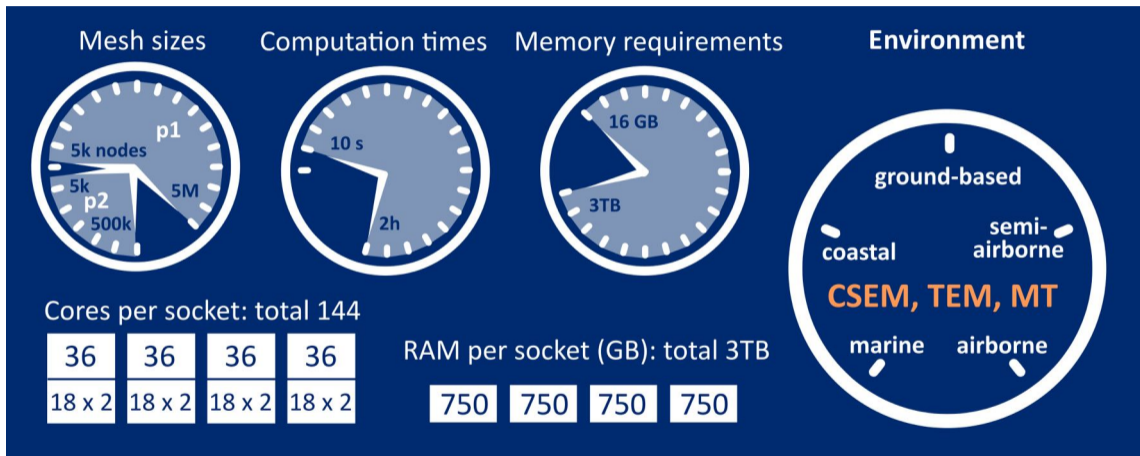 Mesh sizes
p1
5k nodes
5k
p2
5M
500k
Computation times
10 s
2h
Memory requirements
16 GB
3TB
Environment
ground-based
semi-
airborne
coastal
CSEM, TEM, MT
marine
airborne
Cores per socket: total 144
36 36 36 36
18 x 2 18 x 2 18 x 2 18 x 2
RAM per socket (GB): total 3TB
750 750 750 750